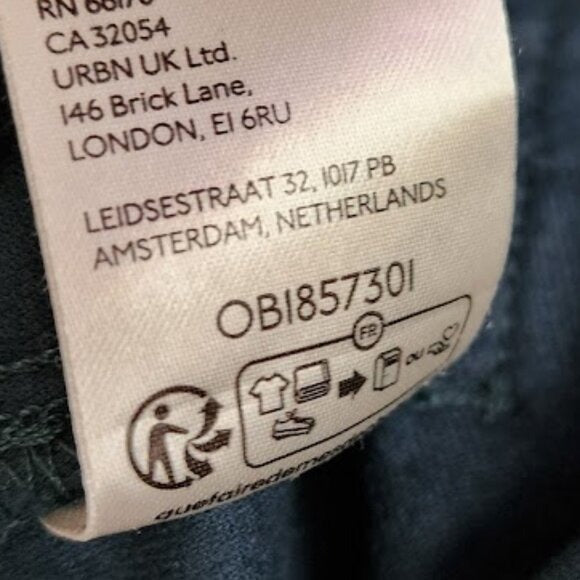 CA 32054
URBN UK Ltd.
146 Brick Lane,
LONDON, E1 6RU
LEIDSESTRAAT 32, 1017 PB
AMSTERDAM, NETHERLANDS
OB1857301
FR
OU